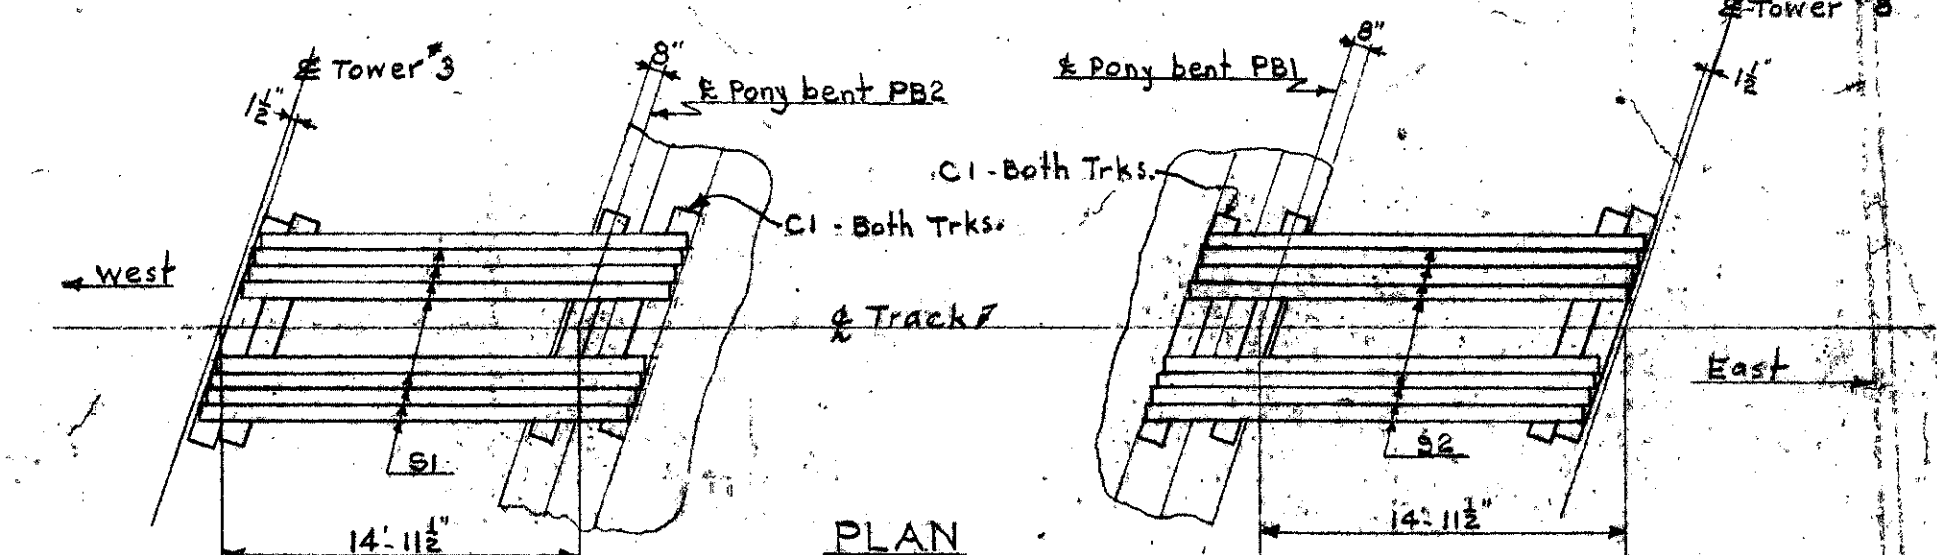 ℄ Tower #3
8"
℄ Pony bent PB2
1½"
℄ Pony bent PB1
8"
℄ Tower
1½"
C1 - Both Trks.
C1 - Both Trks.
West
℄ Track
East
S1
S2
14'-11½"
PLAN
14'-11½"